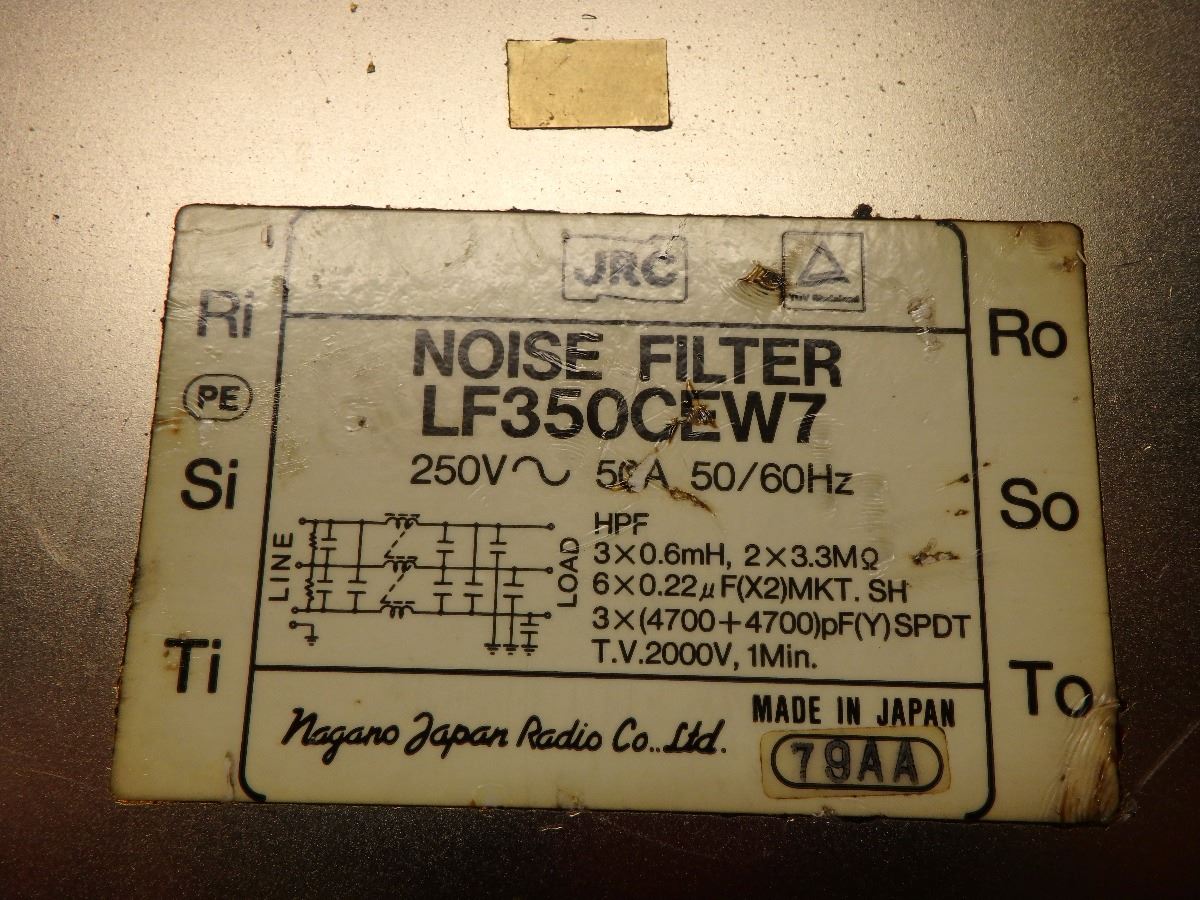 JRC
TÜV Rheinland
Ri
PE
Si
Ti
NOISE FILTER
LF350CEW7
250V∿ 50A 50/60Hz
LINE
LOAD
HPF
3×0.6mH, 2×3.3MΩ
6×0.22μF(X2)MKT. SH
3×(4700+4700)pF(Y)SPDT
T.V.2000V, 1Min.
Nagano Japan Radio Co.,Ltd.
MADE IN JAPAN
79AA
Ro
So
To